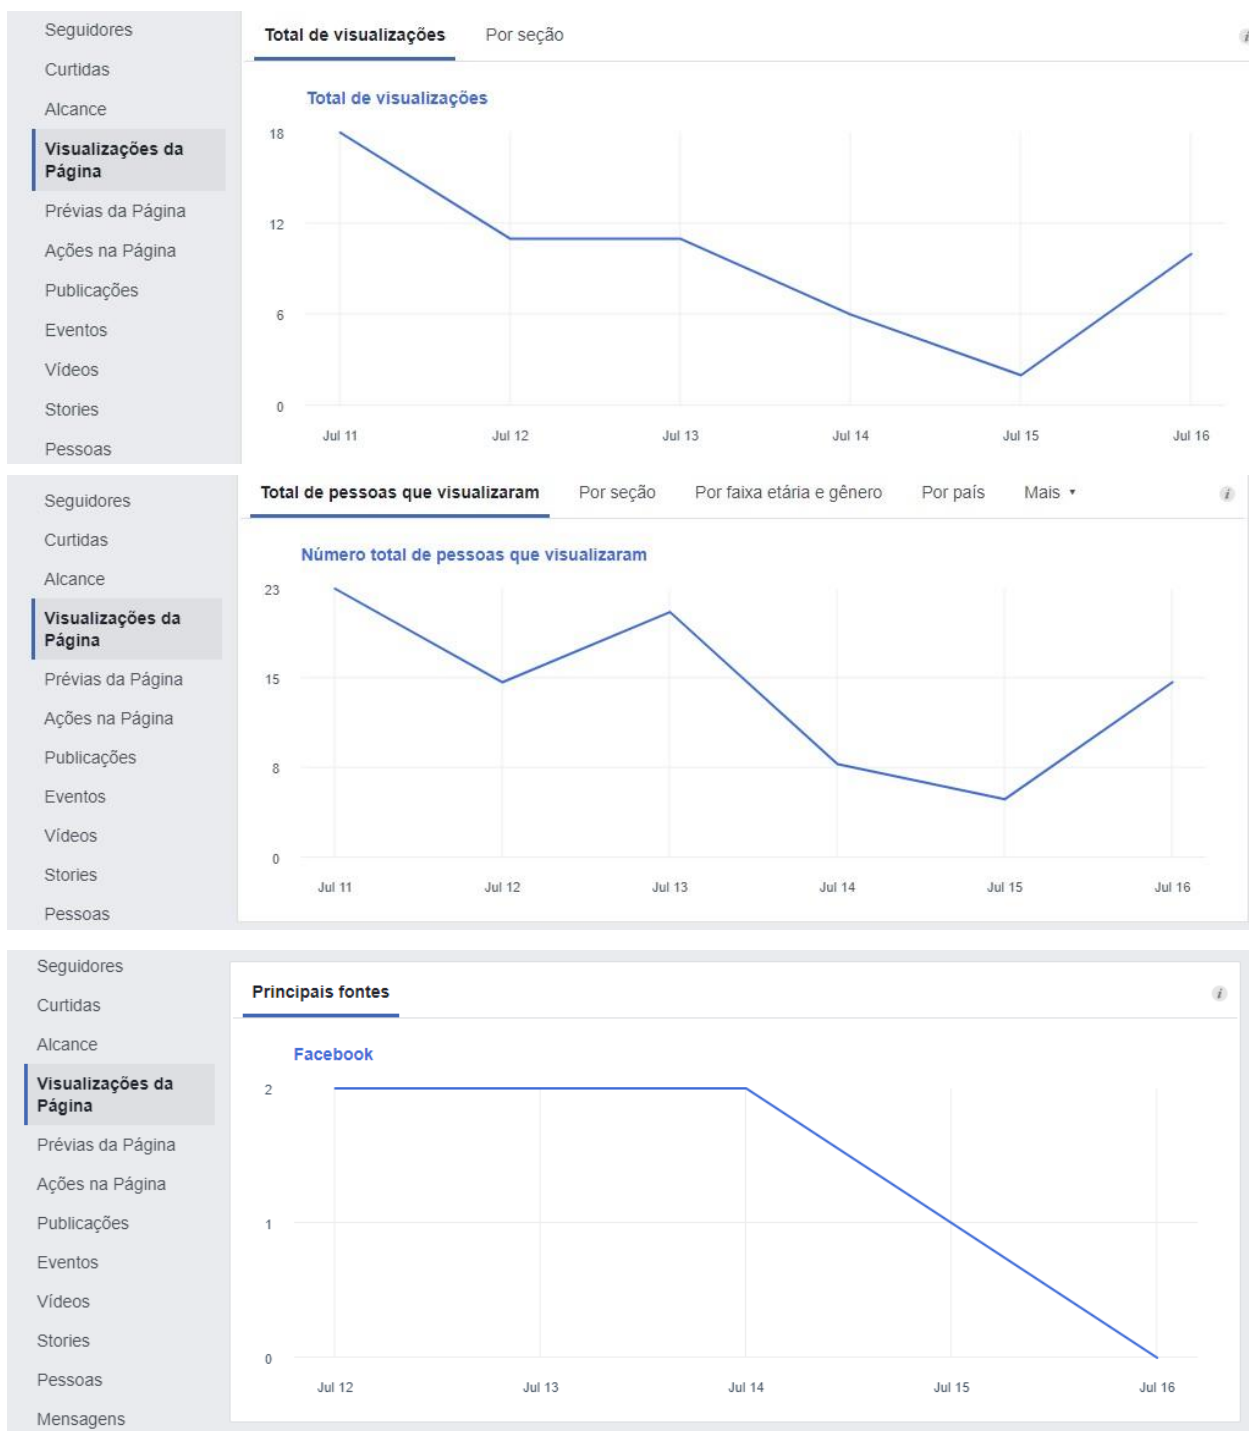 Seguidores
Curtidas
Alcance
Visualizações da
Página
Prévias da Página
Ações na Página
Publicações
Eventos
Vídeos
Stories
Pessoas
Total de visualizações Por seção i
Total de visualizações
18
12
6
0
Jul 11 Jul 12 Jul 13 Jul 14 Jul 15 Jul 16
Seguidores
Curtidas
Alcance
Visualizações da
Página
Prévias da Página
Ações na Página
Publicações
Eventos
Vídeos
Stories
Pessoas
Total de pessoas que visualizaram Por seção Por faixa etária e gênero Por país Mais i
Número total de pessoas que visualizaram
23
15
8
0
Jul 11 Jul 12 Jul 13 Jul 14 Jul 15 Jul 16
Seguidores
Curtidas
Alcance
Visualizações da
Página
Prévias da Página
Ações na Página
Publicações
Eventos
Vídeos
Stories
Pessoas
Mensagens
Principais fontes i
Facebook
2
1
0
Jul 12 Jul 13 Jul 14 Jul 15 Jul 16